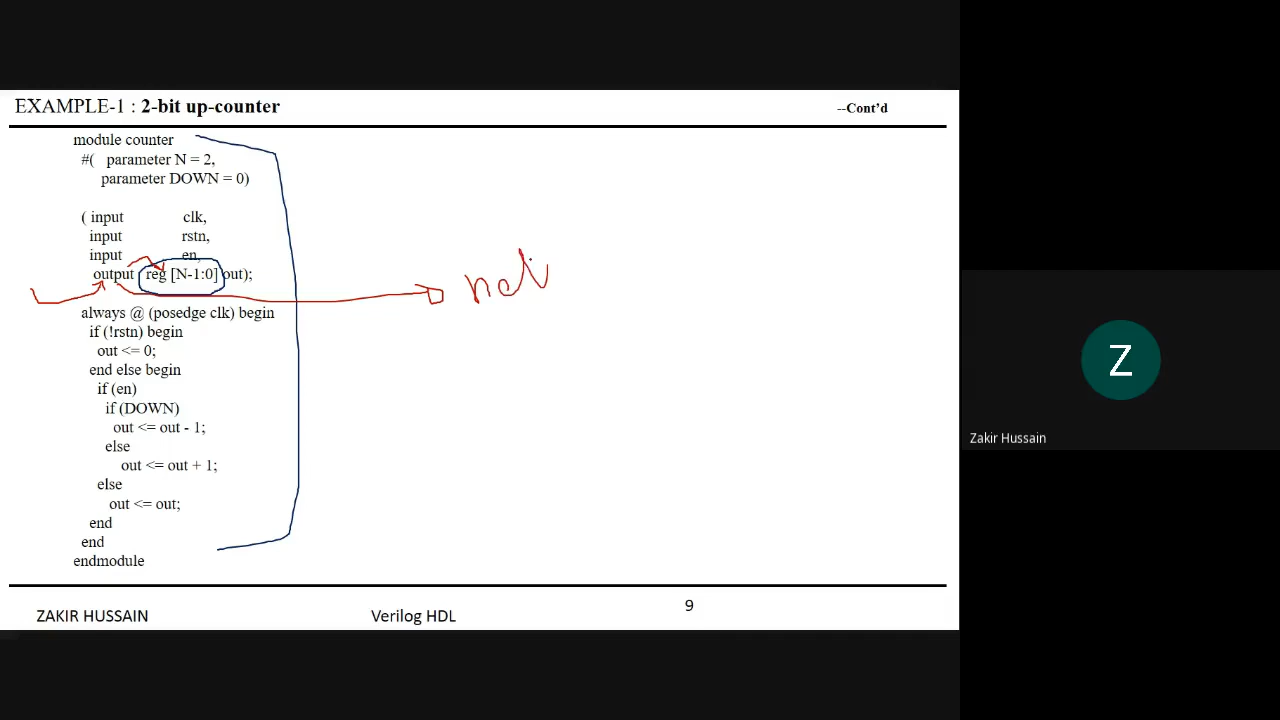 EXAMPLE-1 : 2-bit up-counter
--Cont'd
module counter
#( parameter N = 2,
parameter DOWN = 0)
( input clk,
input rstn,
input en,
output reg [N-1:0] out);
always @ (posedge clk) begin
if (!rstn) begin
out <= 0;
end else begin
if (en)
if (DOWN)
out <= out - 1;
else
out <= out + 1;
else
out <= out;
end
end
endmodule
ZAKIR HUSSAIN
Verilog HDL
9
Z
Zakir Hussain